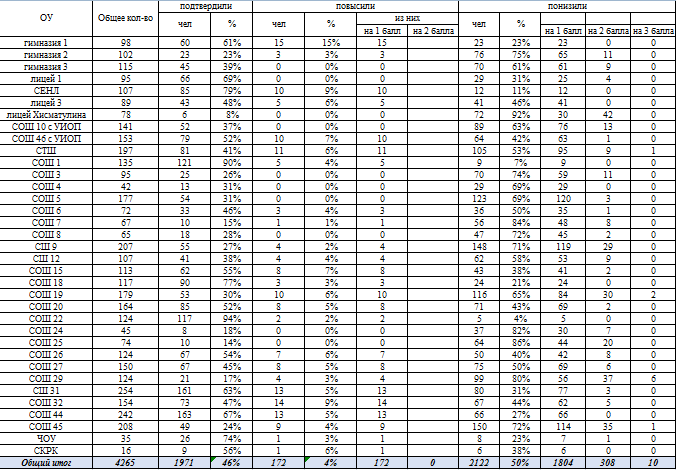 ОУ Общее кол-во подтвердили повысили понизили
чел % чел % из них чел % на 1 балл на 2 балла на 3 балла
на 1 балл на 2 балла
гимназия 1 98 60 61% 15 15% 15 23 23% 23 0 0
гимназия 2 102 23 23% 3 3% 3 76 75% 65 11 0
гимназия 3 115 45 39% 0 0% 0 70 61% 61 9 0
лицей 1 95 66 69% 0 0% 0 29 31% 25 4 0
СЕНЛ 107 85 79% 10 9% 10 12 11% 12 0 0
лицей 3 89 43 48% 5 6% 5 41 46% 41 0 0
лицей Хисматулина 78 6 8% 0 0% 0 72 92% 30 42 0
СОШ 10 с УИОП 141 52 37% 0 0% 0 89 63% 76 13 0
СОШ 46 с УИОП 153 79 52% 10 7% 10 64 42% 63 1 0
СТШ 197 81 41% 11 6% 11 105 53% 95 9 1
СОШ 1 135 121 90% 5 4% 5 9 7% 9 0 0
СОШ 3 95 25 26% 0 0% 0 70 74% 59 11 0
СОШ 4 42 13 31% 0 0% 0 29 69% 29 0 0
СОШ 5 177 54 31% 0 0% 0 123 69% 120 3 0
СОШ 6 72 33 46% 3 4% 3 36 50% 35 1 0
СОШ 7 67 10 15% 1 1% 1 56 84% 48 8 0
СОШ 8 65 18 28% 0 0% 0 47 72% 45 2 0
СШ 9 207 55 27% 4 2% 4 148 71% 119 29 0
СШ 12 107 41 38% 4 4% 4 62 58% 53 9 0
СОШ 15 113 62 55% 8 7% 8 43 38% 41 2 0
СОШ 18 117 90 77% 3 3% 3 24 21% 24 0 0
СОШ 19 179 53 30% 10 6% 10 116 65% 84 30 2
СОШ 20 164 85 52% 8 5% 8 71 43% 69 2 0
СОШ 22 124 117 94% 2 2% 2 5 4% 5 0 0
СОШ 24 45 8 18% 0 0% 0 37 82% 30 7 0
СОШ 25 74 10 14% 0 0% 0 64 86% 44 20 0
СОШ 26 124 67 54% 7 6% 7 50 40% 42 8 0
СОШ 27 150 67 45% 8 5% 8 75 50% 69 6 0
СОШ 29 124 21 17% 4 3% 4 99 80% 56 37 6
СШ 31 254 161 63% 13 5% 13 80 31% 77 3 0
СОШ 32 154 73 47% 14 9% 14 67 44% 62 5 0
СОШ 44 242 163 67% 13 5% 13 66 27% 66 0 0
СОШ 45 208 49 24% 9 4% 9 150 72% 114 35 1
ЧОУ 35 26 74% 1 3% 1 8 23% 7 1 0
СКРК 16 9 56% 1 6% 1 6 38% 6 0 0
Общий итог 4265 1971 46% 172 4% 172 0 2122 50% 1804 308 10